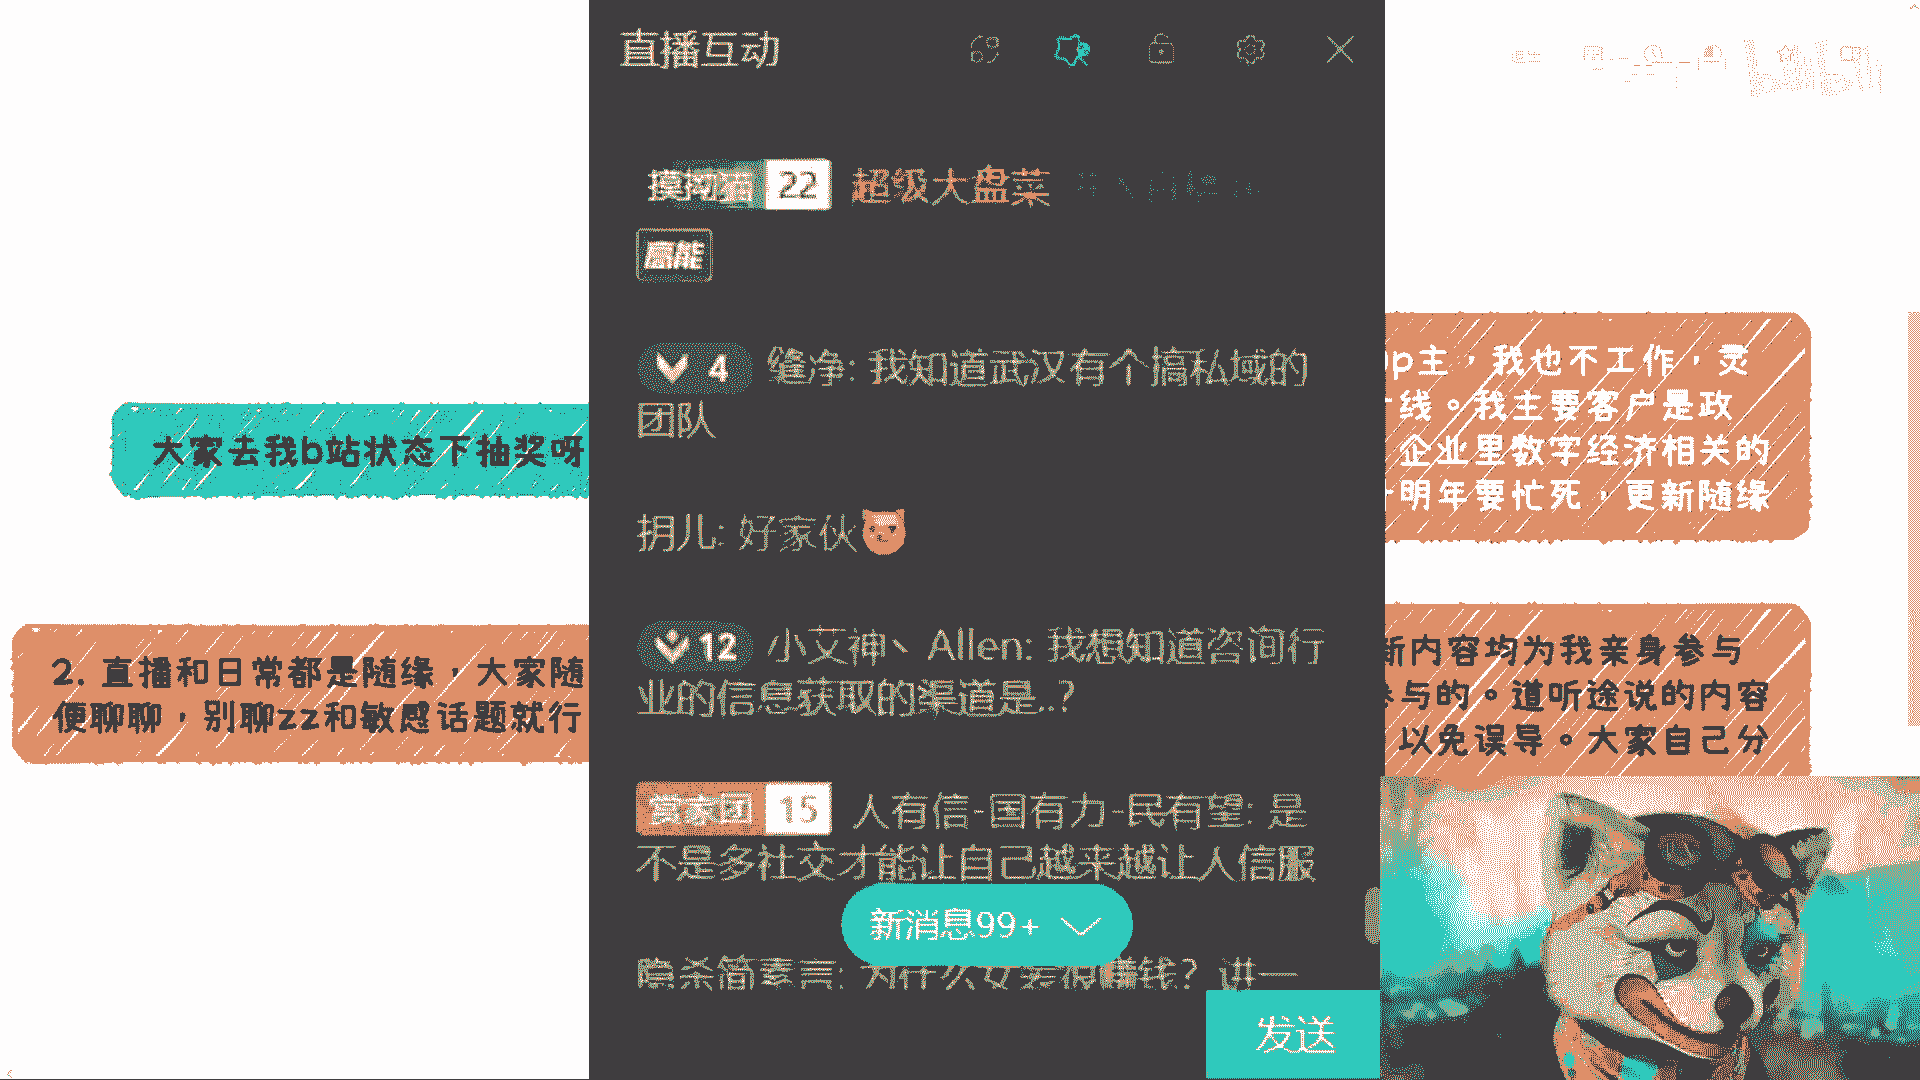 直播互动
摸鱼猫 22 超级大盘菜
高能
4 缝净: 我知道武汉有个搞私域的
团队
抈儿: 好家伙
12 小艾神、Allen: 我想知道咨询行
业的信息获取的渠道是..?
当家团 15 人有信-国有力-民有望: 是
不是多社交才能让自己越来越让人信服
新消息99+
隐杀简素言: 为什么女装很赚钱？讲一
发送
大家去我b站状态下抽奖呀
2. 直播和日常都是随缘，大家随
便聊聊，别聊zz和敏感话题就行
up主，我也不工作，灵
线。我主要客户是政
企业里数字经济相关的
明年要忙死，更新随缘
新内容均为我亲身参与
参与的。道听途说的内容
以免误导。大家自己分